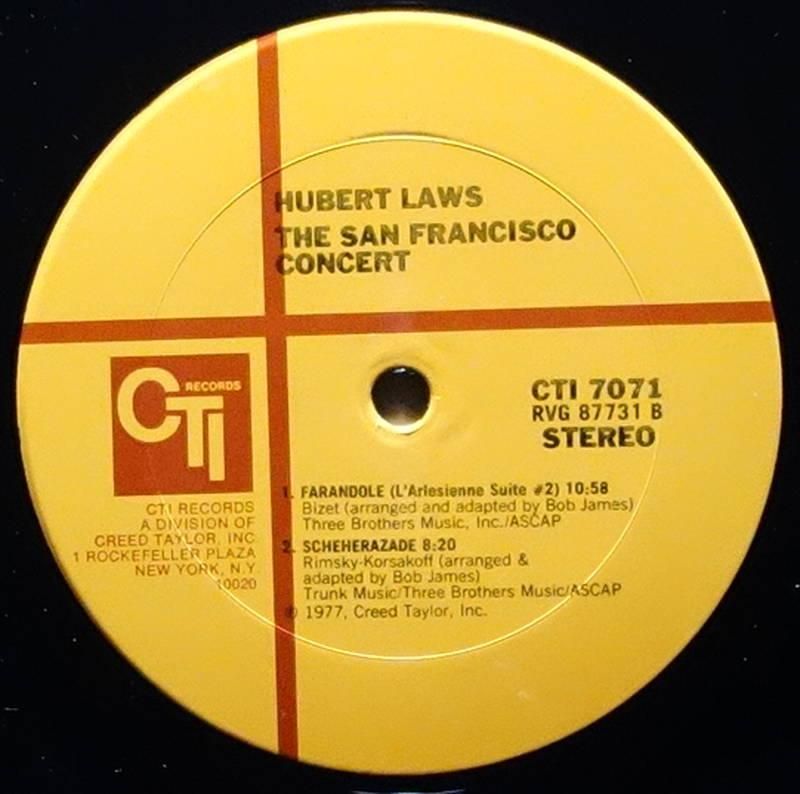 HUBERT LAWS
THE SAN FRANCISCO
CONCERT
CTI RECORDS
CTI 7071
RVG 87731 B
STEREO
CTI RECORDS
A DIVISION OF
CREED TAYLOR, INC
1 ROCKEFELLER PLAZA
NEW YORK, N.Y.
10020
1. FARANDOLE (L'Arlesienne Suite #2) 10:58
Bizet (arranged and adapted by Bob James)
Three Brothers Music, Inc./ASCAP
2. SCHEHERAZADE 8:20
Rimsky-Korsakoff (arranged &
adapted by Bob James)
Trunk Music/Three Brothers Music/ASCAP
℗ 1977, Creed Taylor, Inc.